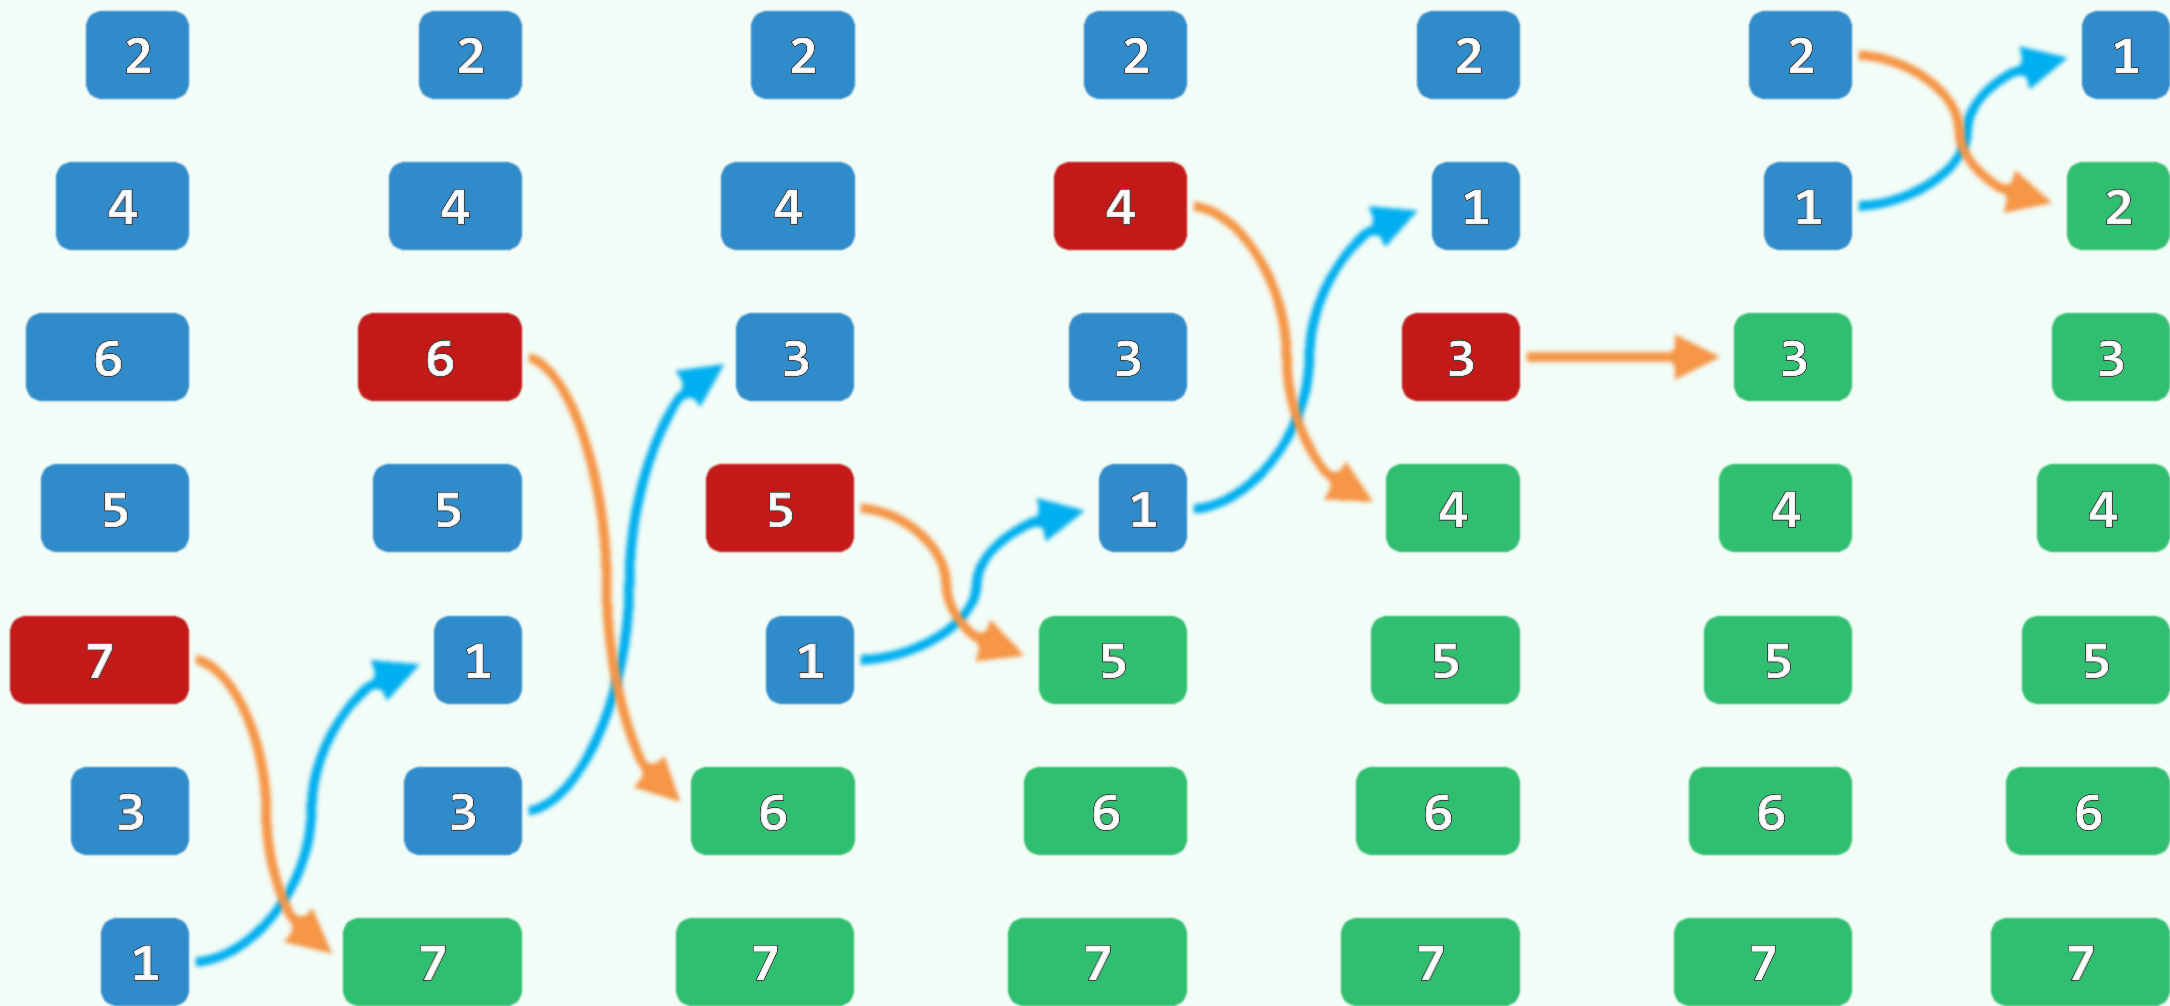 2 2 2 2 2 2 1
4 4 4 4 1 1 2
6 6 3 3 3 3 3
5 5 5 1 4 4 4
7 1 1 5 5 5 5
3 3 6 6 6 6 6
1 7 7 7 7 7 7